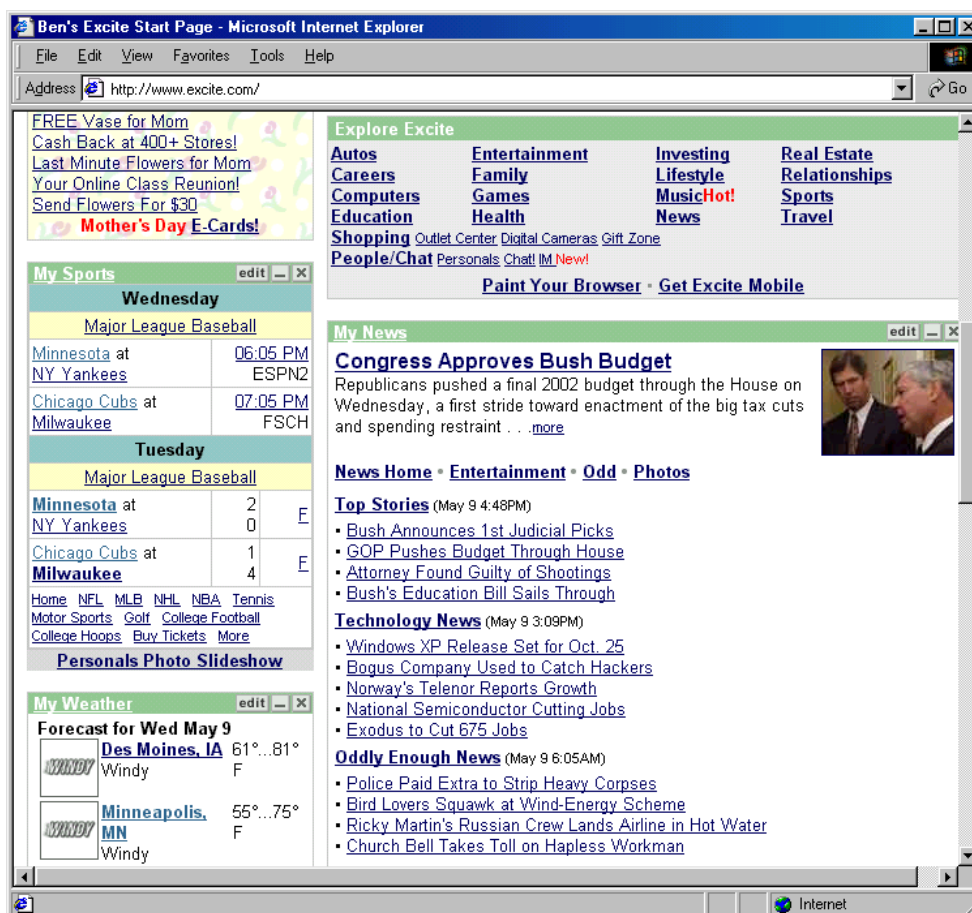 Ben's Excite Start Page - Microsoft Internet Explorer
File Edit View Favorites Tools Help
Address http://www.excite.com/ Go
FREE Vase for Mom
Cash Back at 400+ Stores!
Last Minute Flowers for Mom
Your Online Class Reunion!
Send Flowers For $30
Mother's Day E-Cards!
My Sports edit
Wednesday
Major League Baseball
Minnesota at 06:05 PM
NY Yankees ESPN2
Chicago Cubs at 07:05 PM
Milwaukee FSCH
Tuesday
Major League Baseball
Minnesota at 2 F
NY Yankees 0
Chicago Cubs at 1 F
Milwaukee 4
Home NFL MLB NHL NBA Tennis
Motor Sports Golf College Football
College Hoops Buy Tickets More
Personals Photo Slideshow
My Weather edit
Forecast for Wed May 9
WINDY Des Moines, IA 61°...81°
Windy F
WINDY Minneapolis, 55°...75°
MN F
Windy
Explore Excite
Autos Entertainment Investing Real Estate
Careers Family Lifestyle Relationships
Computers Games MusicHot! Sports
Education Health News Travel
Shopping Outlet Center Digital Cameras Gift Zone
People/Chat Personals Chat! IM New!
Paint Your Browser • Get Excite Mobile
My News edit
Congress Approves Bush Budget
Republicans pushed a final 2002 budget through the House on
Wednesday, a first stride toward enactment of the big tax cuts
and spending restraint . . .more
News Home • Entertainment • Odd • Photos
Top Stories (May 9 4:48PM)
▪ Bush Announces 1st Judicial Picks
▪ GOP Pushes Budget Through House
▪ Attorney Found Guilty of Shootings
▪ Bush's Education Bill Sails Through
Technology News (May 9 3:09PM)
▪ Windows XP Release Set for Oct. 25
▪ Bogus Company Used to Catch Hackers
▪ Norway's Telenor Reports Growth
▪ National Semiconductor Cutting Jobs
▪ Exodus to Cut 675 Jobs
Oddly Enough News (May 9 6:05AM)
▪ Police Paid Extra to Strip Heavy Corpses
▪ Bird Lovers Squawk at Wind-Energy Scheme
▪ Ricky Martin's Russian Crew Lands Airline in Hot Water
▪ Church Bell Takes Toll on Hapless Workman
Internet